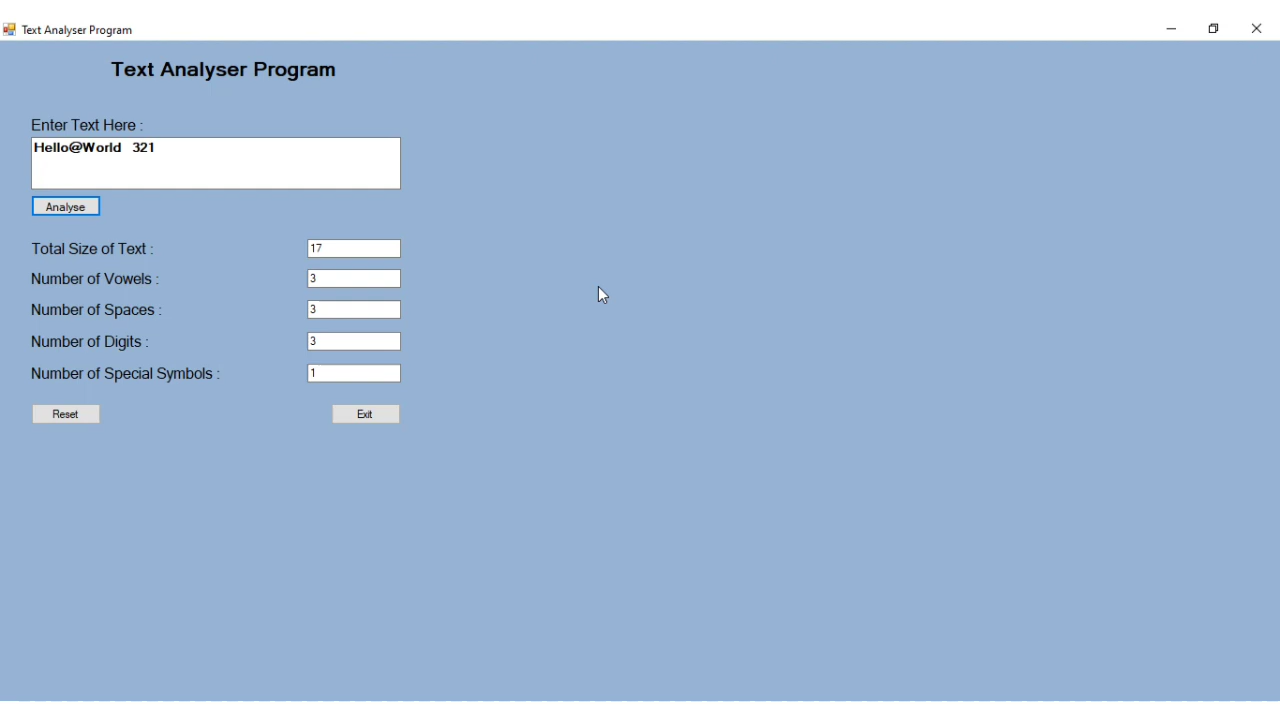 Text Analyser Program
Text Analyser Program
Enter Text Here :
Hello@World   321
Analyse
Total Size of Text : 17
Number of Vowels : 3
Number of Spaces : 3
Number of Digits : 3
Number of Special Symbols : 1
Reset Exit